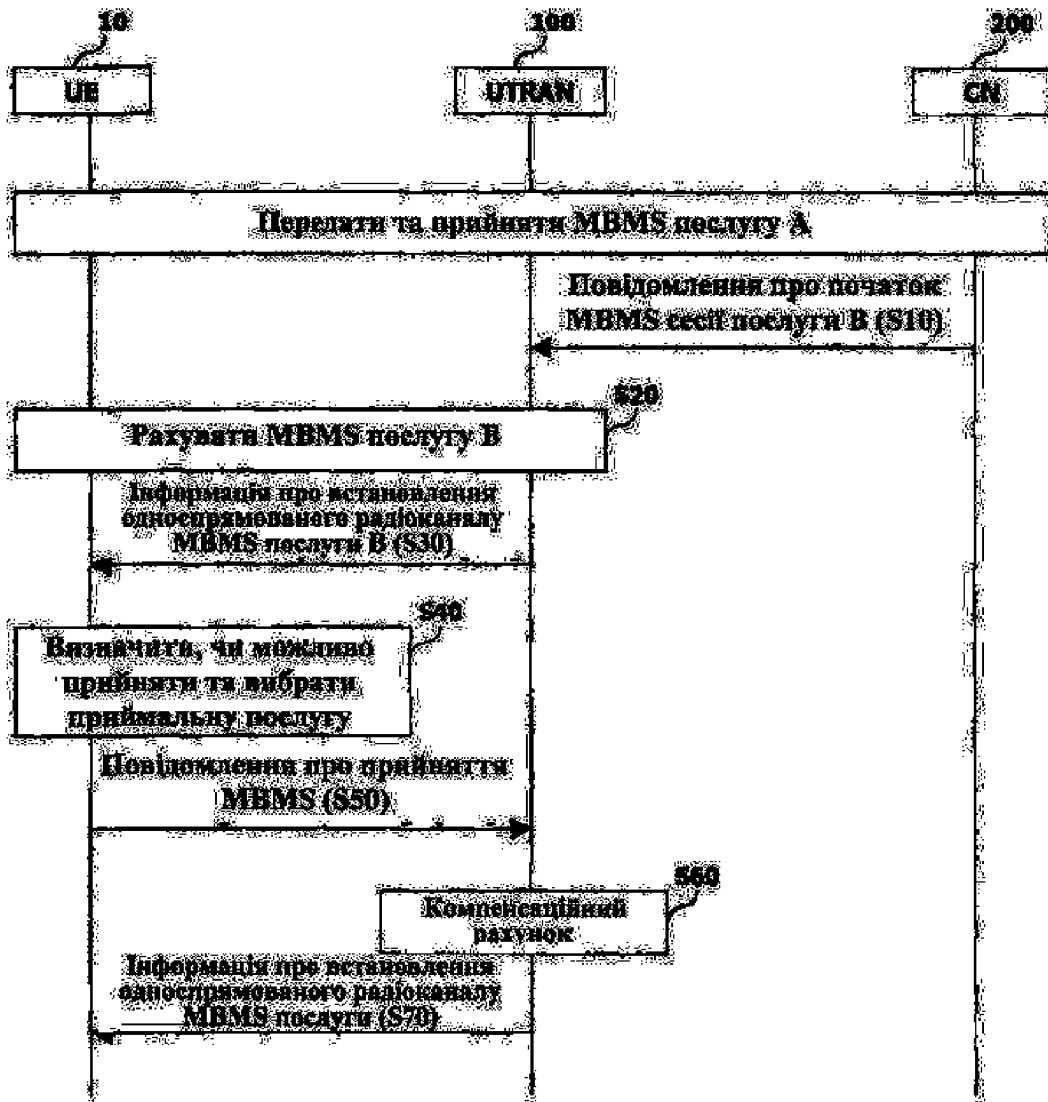 10
100
200
UE
UTRAN
CN
Передати та прийняти MBMS послугу А
Повідомлення про початок
MBMS сесії послуги В (S10)
S20
Рахувати MBMS послугу В
Інформація про встановлення
односпрямованого радіоканалу
MBMS послуги В (S30)
S40
Визначити, чи можливо
прийняти та вибрати
приймальну послугу
Повідомлення про прийняття
MBMS (S50)
S60
Компенсаційний
рахунок
Інформація про встановлення
односпрямованого радіоканалу
MBMS послуги (S70)